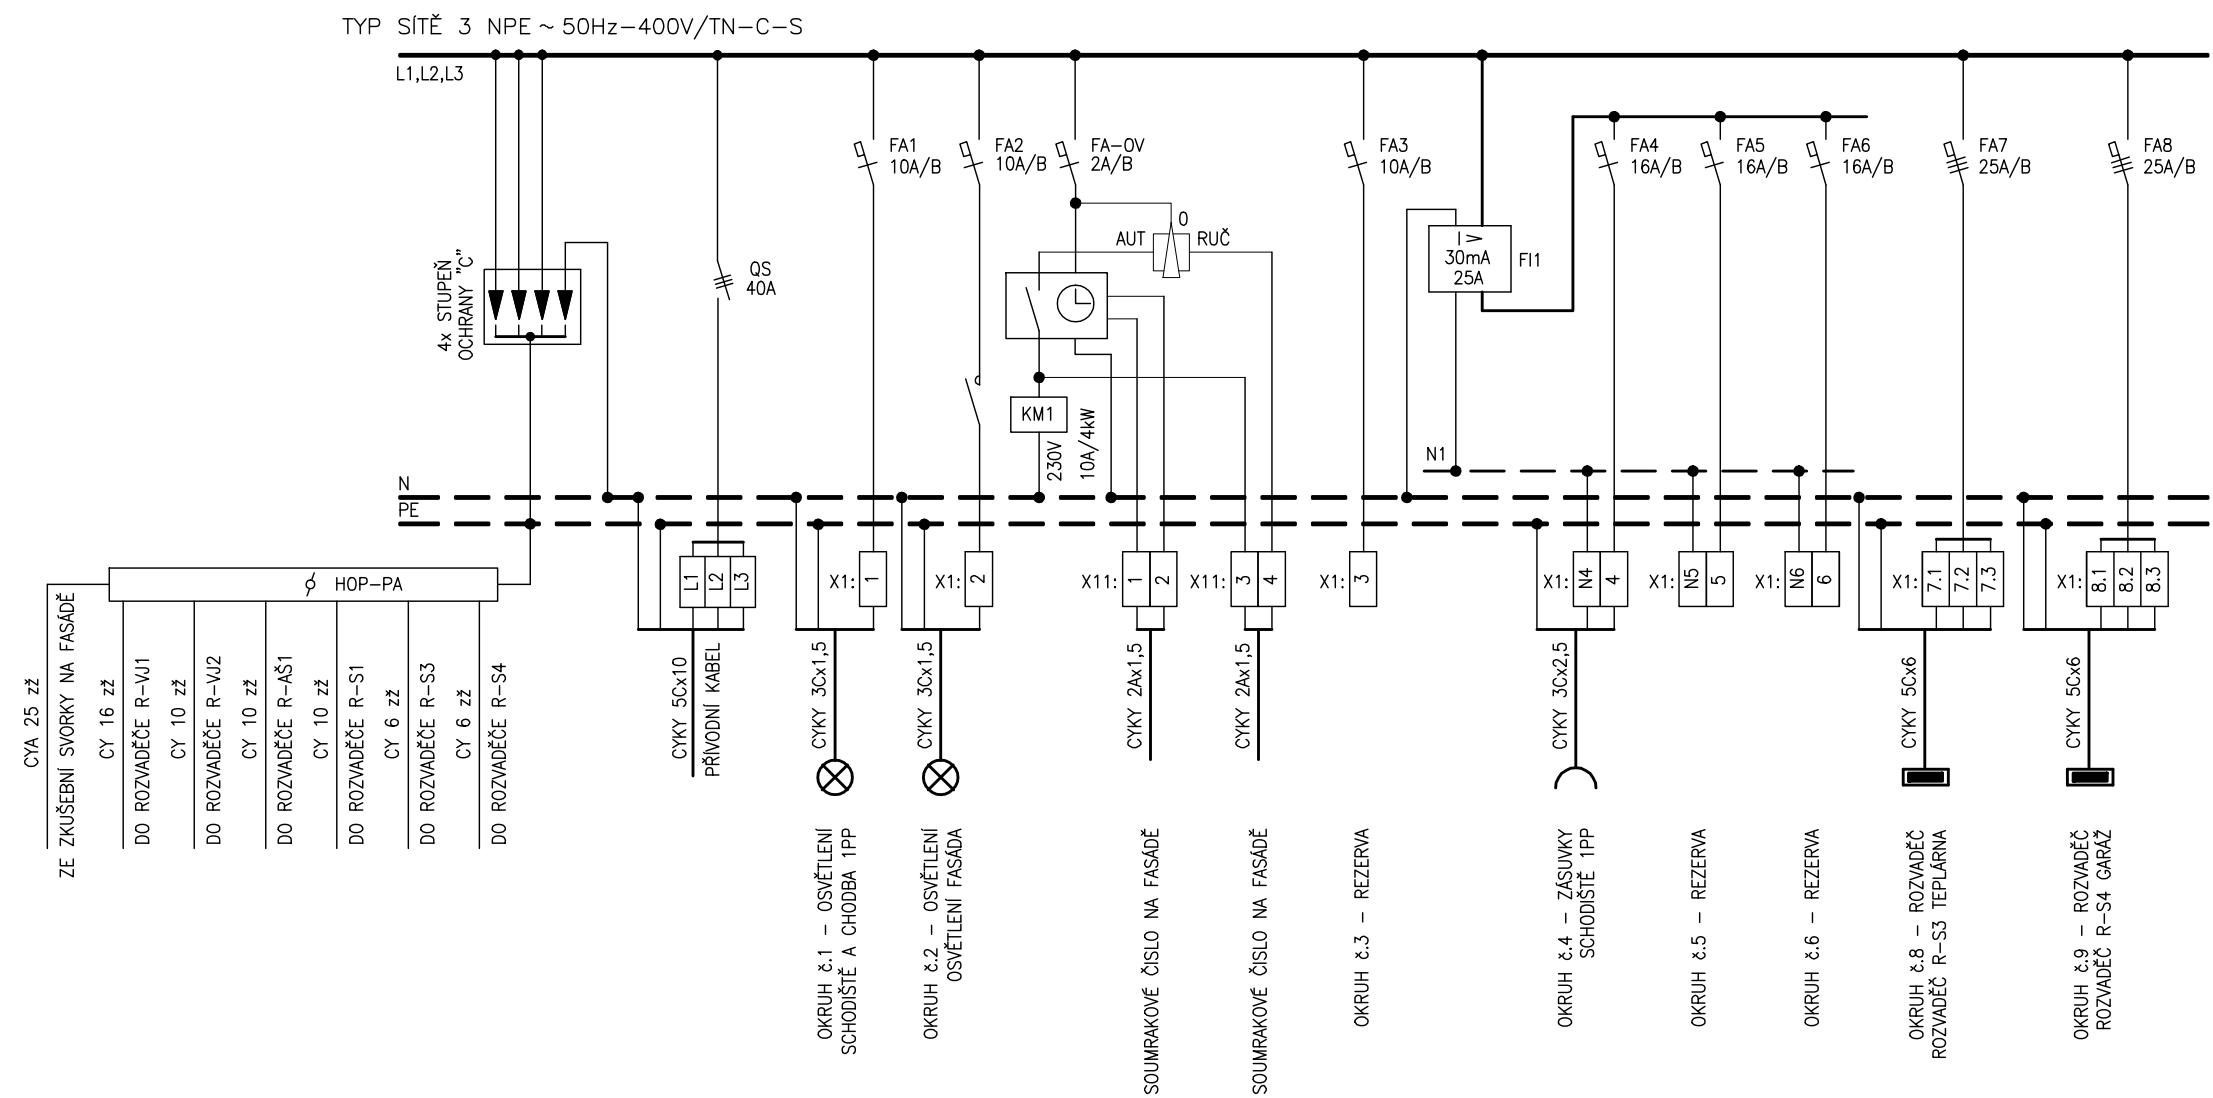 TYP SÍTĚ 3 NPE ~ 50Hz-400V/TN-C-S
L1,L2,L3
FA1
10A/B
FA2
10A/B
FA-OV
2A/B
FA3
10A/B
FA4
16A/B
FA5
16A/B
FA6
16A/B
FA7
25A/B
FA8
25A/B
4x STUPEŇ
OCHRANY "C"
QS
40A
AUT
0
RUČ
I >
30mA
25A
FI1
KM1
230V
10A/4kW
N1
N
PE
HOP-PA
L1
L2
L3
X1:
1
X1:
2
X11:
1
2
X11:
3
4
X1:
3
X1:
N4
4
X1:
N5
5
X1:
N6
6
X1:
7.1
7.2
7.3
X1:
8.1
8.2
8.3
CYA 25 zž
ZE ZKUŠEBNÍ SVORKY NA FASÁDĚ
CY 16 zž
DO ROZVADĚČE R-VJ1
CY 10 zž
DO ROZVADĚČE R-VJ2
CY 10 zž
DO ROZVADĚČE R-AŠ1
CY 10 zž
DO ROZVADĚČE R-S1
CY 6 zž
DO ROZVADĚČE R-S3
CY 6 zž
DO ROZVADĚČE R-S4
CYKY 5Cx10
PŘÍVODNÍ KABEL
CYKY 3Cx1,5
CYKY 3Cx1,5
CYKY 2Ax1,5
CYKY 2Ax1,5
CYKY 3Cx2,5
CYKY 5Cx6
CYKY 5Cx6
OKRUH č.1 - OSVĚTLENÍ
SCHODIŠTĚ A CHODBA 1PP
OKRUH č.2 - OSVĚTLENÍ
OSVĚTLENÍ FASÁDA
SOUMRAKOVÉ ČISLO NA FASÁDĚ
SOUMRAKOVÉ ČISLO NA FASÁDĚ
OKRUH č.3 - REZERVA
OKRUH č.4 - ZÁSUVKY
SCHODIŠTĚ 1PP
OKRUH č.5 - REZERVA
OKRUH č.6 - REZERVA
OKRUH č.8 - ROZVADĚČ
ROZVADĚČ R-S3 TEPLÁRNA
OKRUH č.9 - ROZVADĚČ
ROZVADĚČ R-S4 GARÁŽ